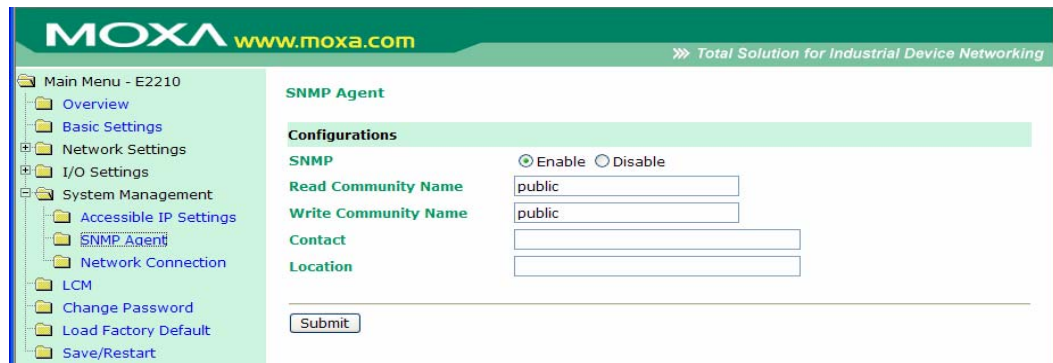 MOXA www.moxa.com
Total Solution for Industrial Device Networking
Main Menu - E2210
Overview
Basic Settings
Network Settings
I/O Settings
System Management
Accessible IP Settings
SNMP Agent
Network Connection
LCM
Change Password
Load Factory Default
Save/Restart
SNMP Agent
Configurations
SNMP Enable Disable
Read Community Name public
Write Community Name public
Contact
Location
Submit